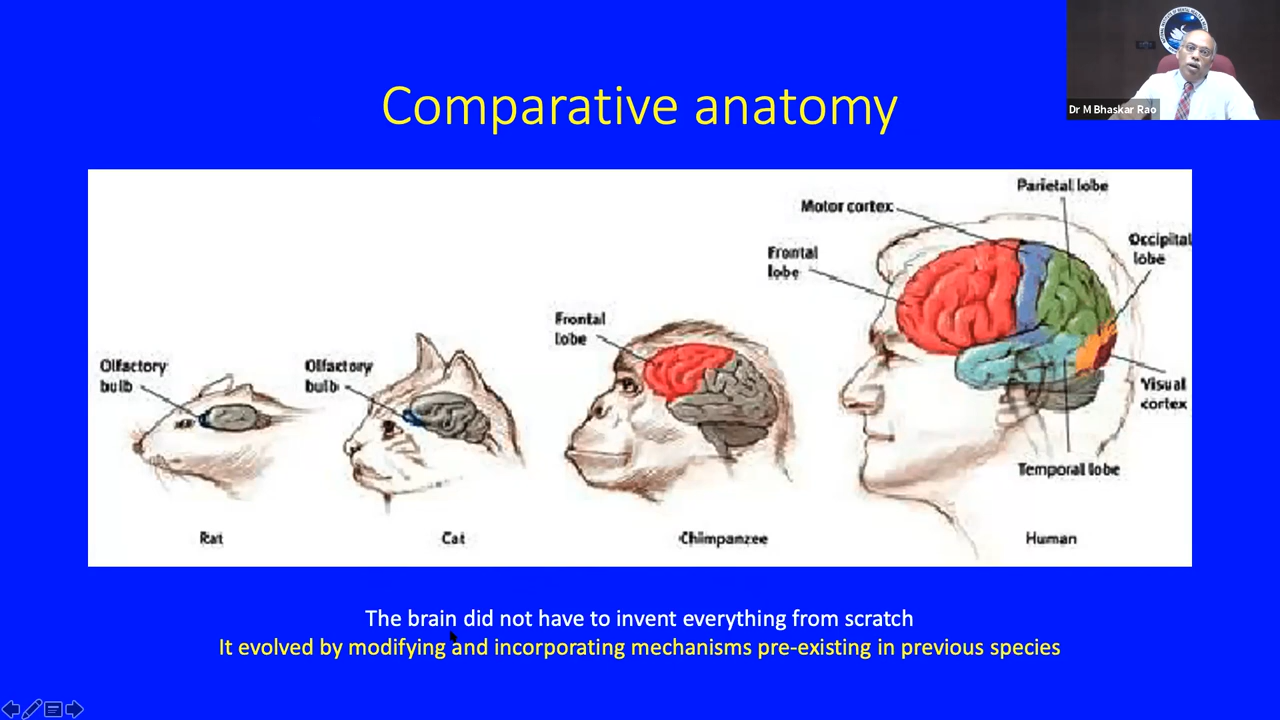 Comparative anatomy
Dr M Bhaskar Rao
Parietal lobe
Motor cortex
Occipital
lobe
Frontal
lobe
Frontal
lobe
Olfactory
bulb
Olfactory
bulb
Visual
cortex
Temporal lobe
Rat
Cat
Chimpanzee
Human
The brain did not have to invent everything from scratch
It evolved by modifying and incorporating mechanisms pre-existing in previous species